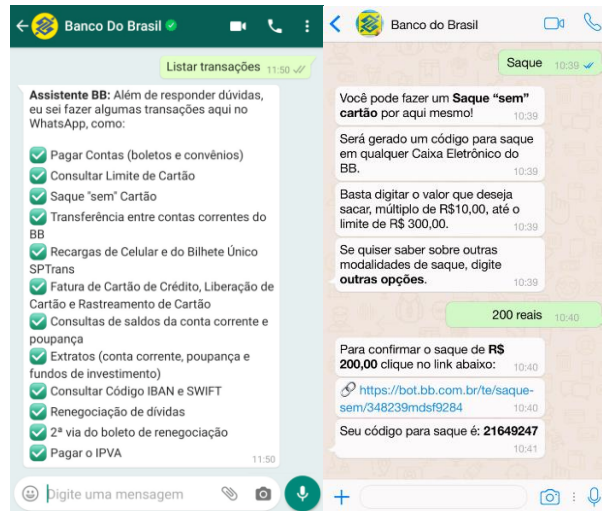 Banco Do Brasil
Listar transações 11:50
Assistente BB: Além de responder dúvidas,
eu sei fazer algumas transações aqui no
WhatsApp, como:
Pagar Contas (boletos e convênios)
Consultar Limite de Cartão
Saque "sem" Cartão
Transferência entre contas correntes do
BB
Recargas de Celular e do Bilhete Único
SPTrans
Fatura de Cartão de Crédito, Liberação de
Cartão e Rastreamento de Cartão
Consultas de saldos da conta corrente e
poupança
Extratos (conta corrente, poupança e
fundos de investimento)
Consultar Código IBAN e SWIFT
Renegociação de dívidas
2ª via do boleto de renegociação
Pagar o IPVA
11:50
Digite uma mensagem
Banco do Brasil
Saque 10:39
Você pode fazer um Saque “sem”
cartão por aqui mesmo! 10:39
Será gerado um código para saque
em qualquer Caixa Eletrônico do
BB. 10:39
Basta digitar o valor que deseja
sacar, múltiplo de R$10,00, até o
limite de R$ 300,00. 10:39
Se quiser saber sobre outras
modalidades de saque, digite
outras opções. 10:39
200 reais 10:40
Para confirmar o saque de R$
200,00 clique no link abaixo: 10:40
https://bot.bb.com.br/te/saque-
sem/348239mdsf9284 10:40
Seu código para saque é: 21649247
10:41